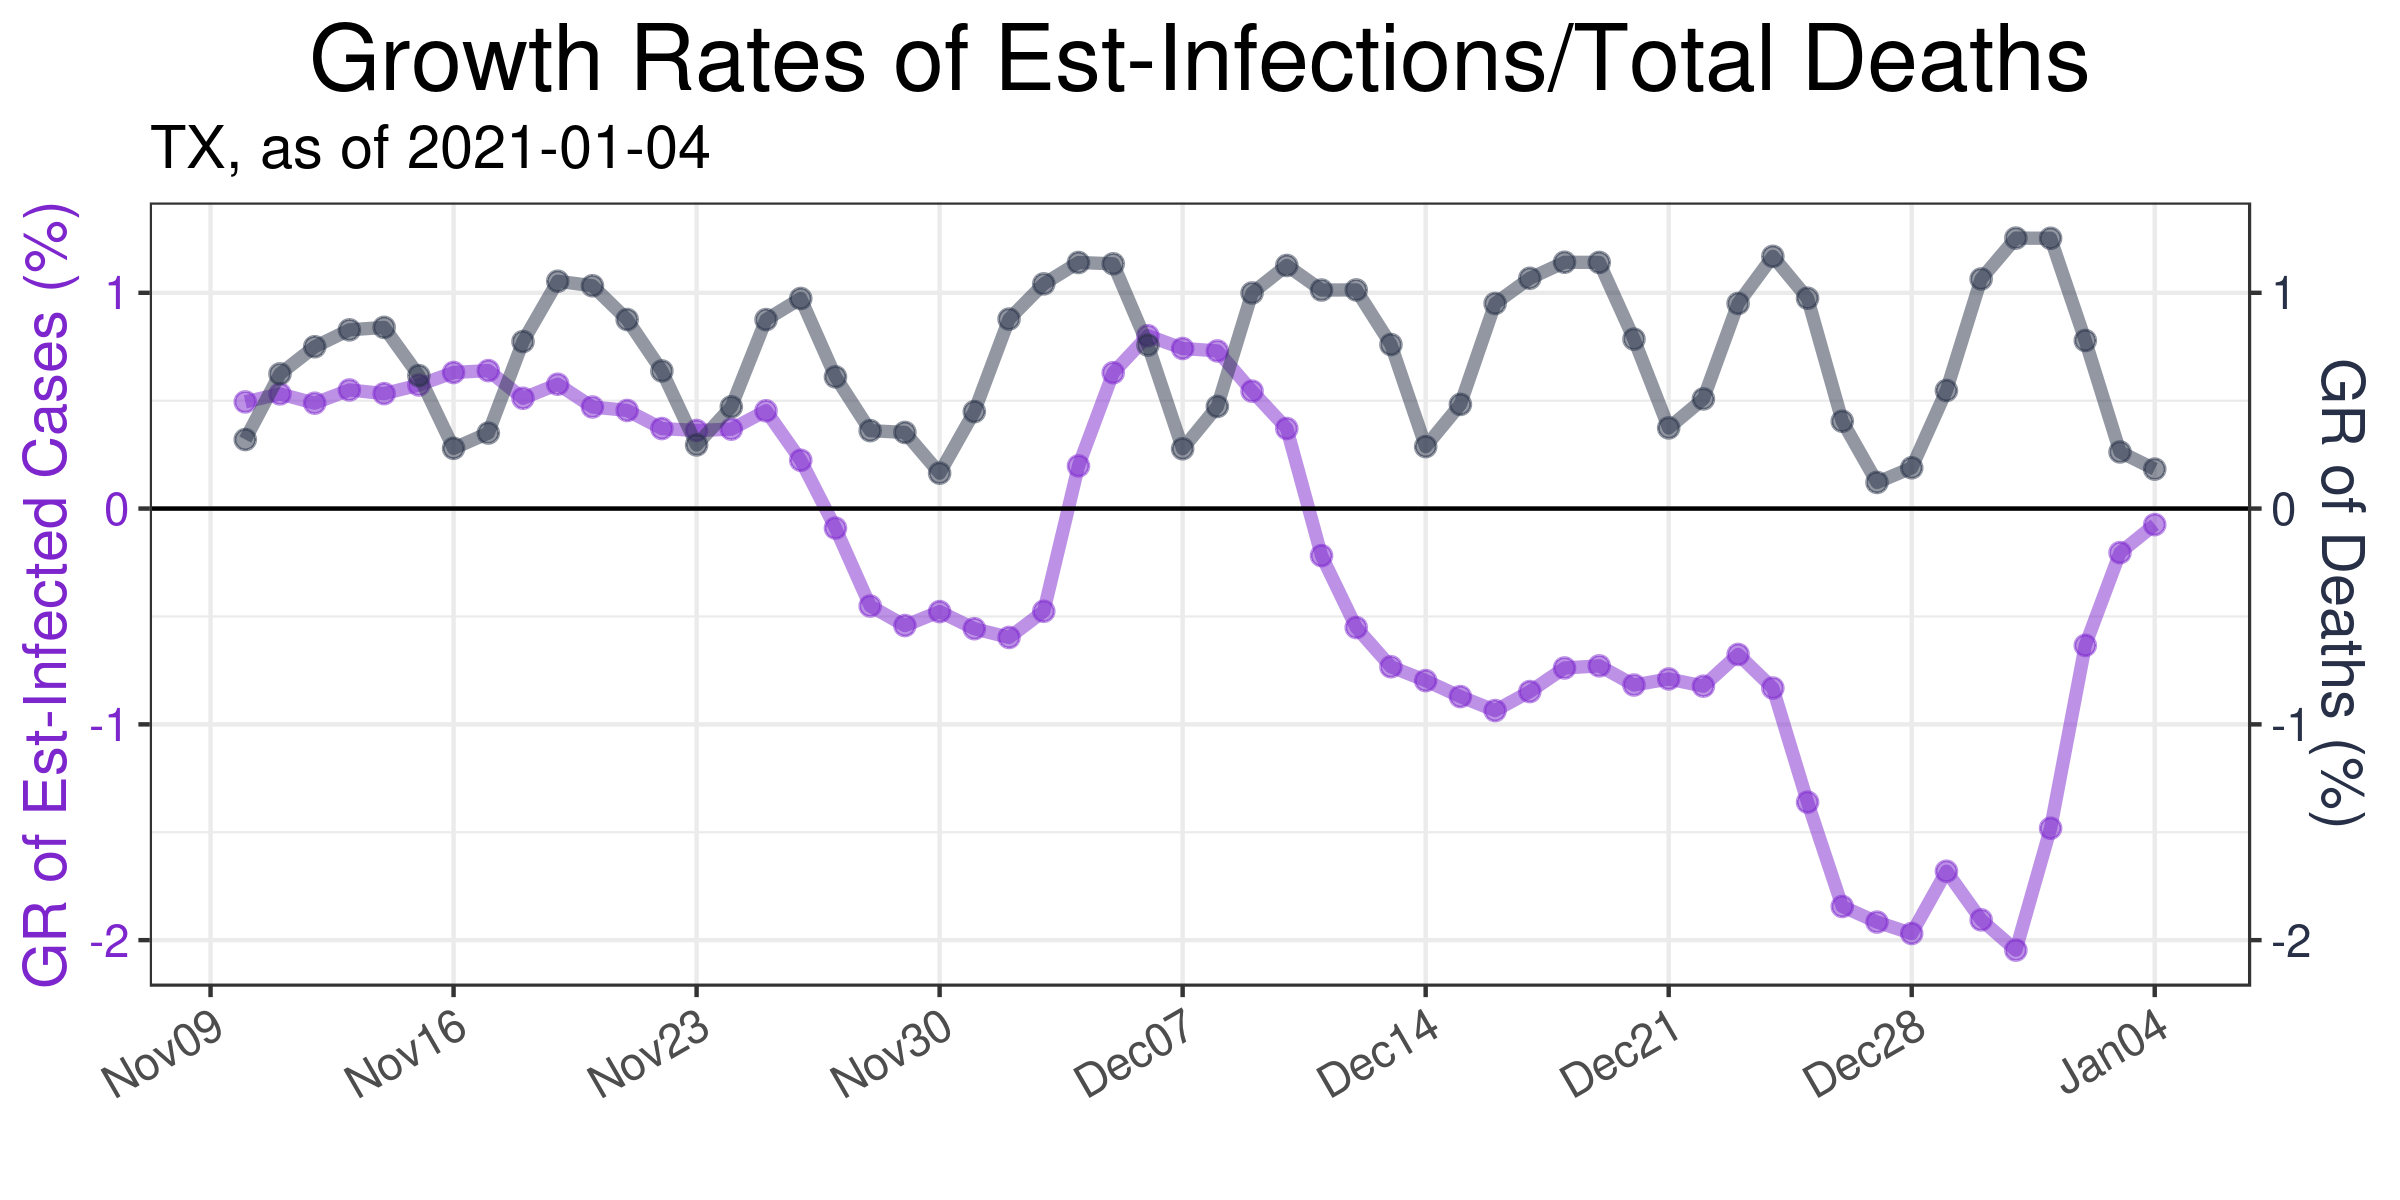 Growth Rates of Est-Infections/Total Deaths
TX, as of 2021-01-04
GR of Est-Infected Cases (%)
1
0
-1
-2
1
0
-1
-2
GR of Deaths (%)
Nov09
Nov16
Nov23
Nov30
Dec07
Dec14
Dec21
Dec28
Jan04